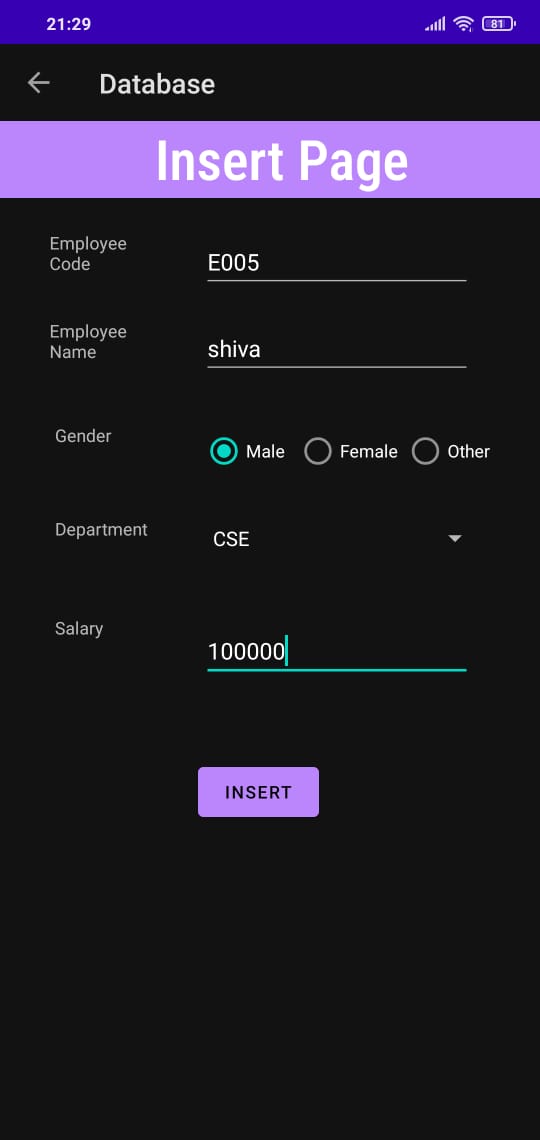 21:29
81
Database
Insert Page
Employee
Code
E005
Employee
Name
shiva
Gender
Male Female Other
Department
CSE
Salary
100000
INSERT